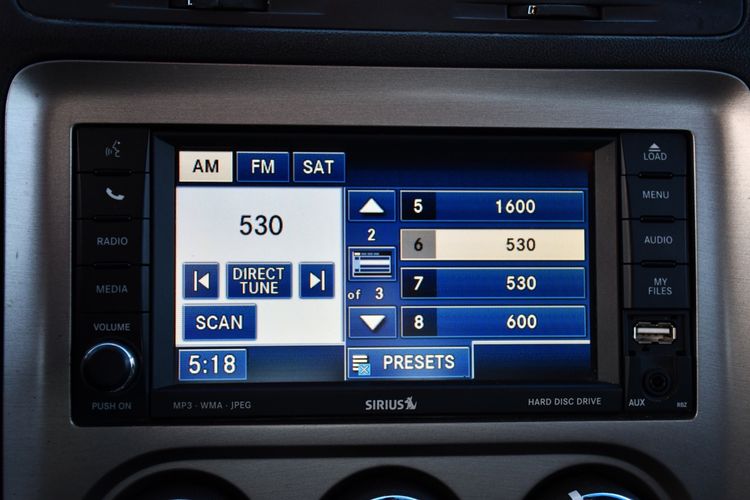 AM FM SAT
LOAD
530
2
of 3
5 1600
6 530
7 530
8 600
DIRECT
TUNE
SCAN
5:18
PRESETS
RADIO
MEDIA
VOLUME
PUSH ON
MENU
AUDIO
MY
FILES
AUX
RBZ
MP3 - WMA - JPEG
SIRIUS
HARD DISC DRIVE